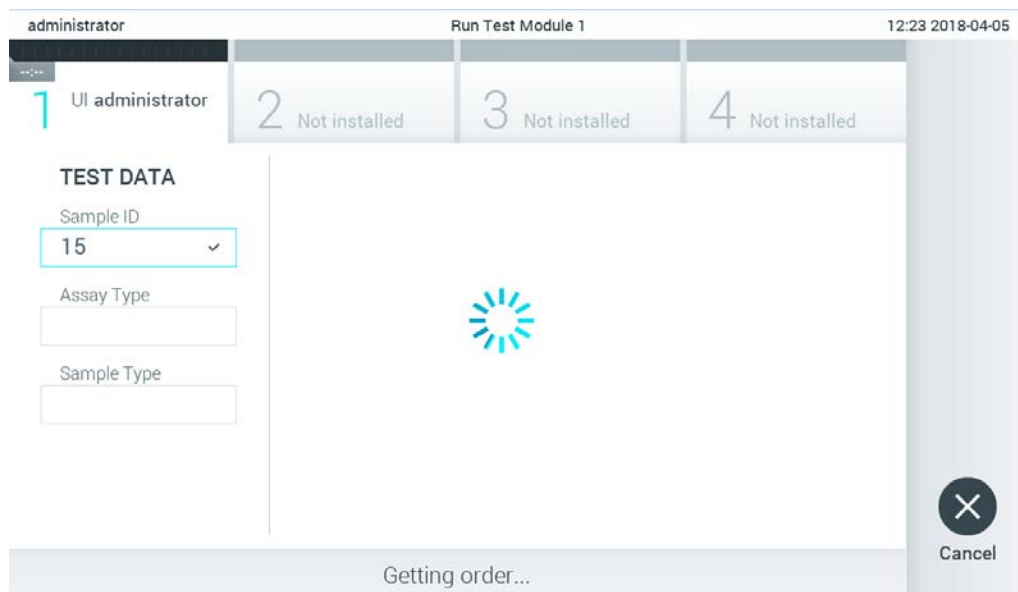 administrator Run Test Module 1 12:23 2018-04-05
--:--
1 UI administrator 2 Not installed 3 Not installed 4 Not installed
TEST DATA
Sample ID
15
Assay Type
Sample Type
Cancel
Getting order...